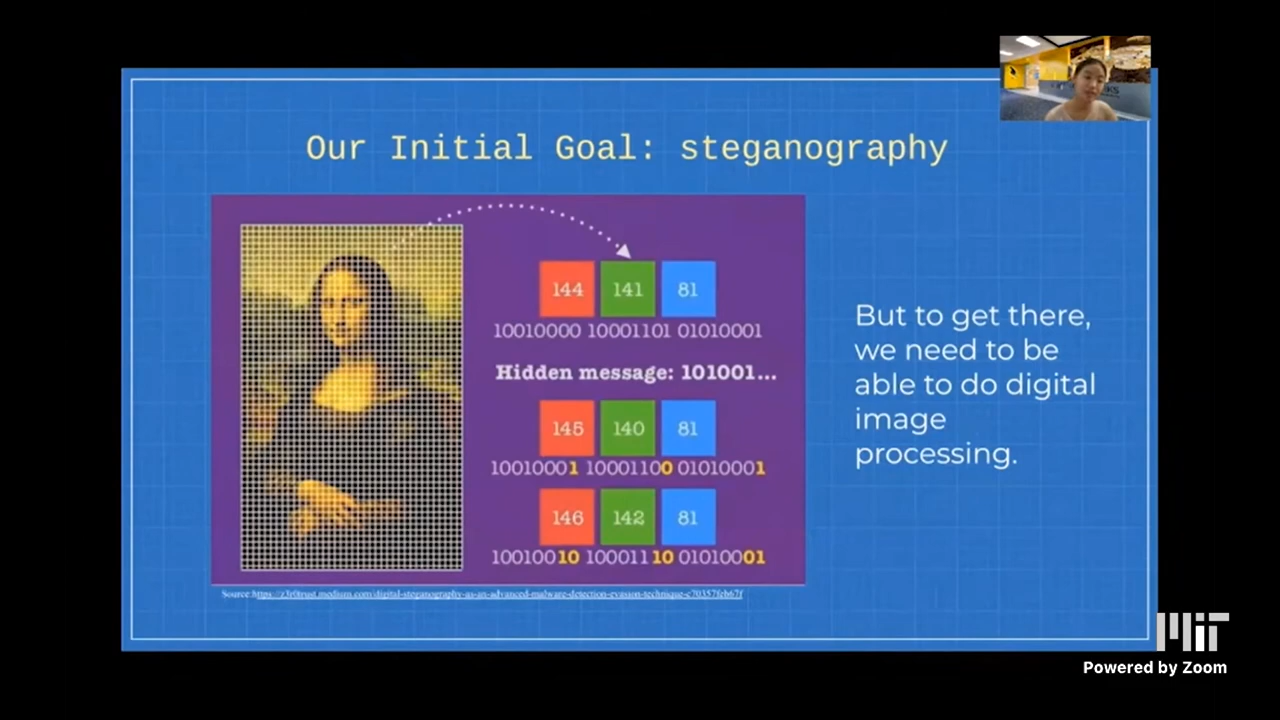 Our Initial Goal: steganography
144 141 81
10010000 10001101 01010001
Hidden message: 101001...
145 140 81
10010001 10001100 01010001
146 142 81
10010010 10001110 01010001
But to get there,
we need to be
able to do digital
image
processing.
Source:https://z3r0trust.medium.com/digital-steganography-as-an-advanced-malware-detection-evasion-technique-c70357feb67f
MIT
Powered by Zoom